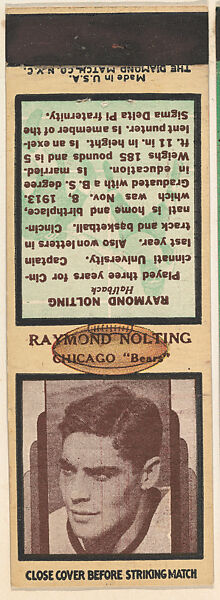 Made in U.S.A.
THE DIAMOND MATCH CO. N.Y.C.
RAYMOND NOLTING
Halfback
Played three years for Cin-
cinnati University. Captain
last year. Also won letters in
track and basketball. Cincin-
nati his home and birthplace,
which was Nov. 8, 1913.
Graduated with a B.S. degree
in education. Is married.
Weighs 185 pounds and is 5
ft. 11 in. in height. Is an excel-
lent punter. Is a member of the
Sigma Delta Pi fraternity.
RAYMOND NOLTING
CHICAGO "Bears"
CLOSE COVER BEFORE STRIKING MATCH